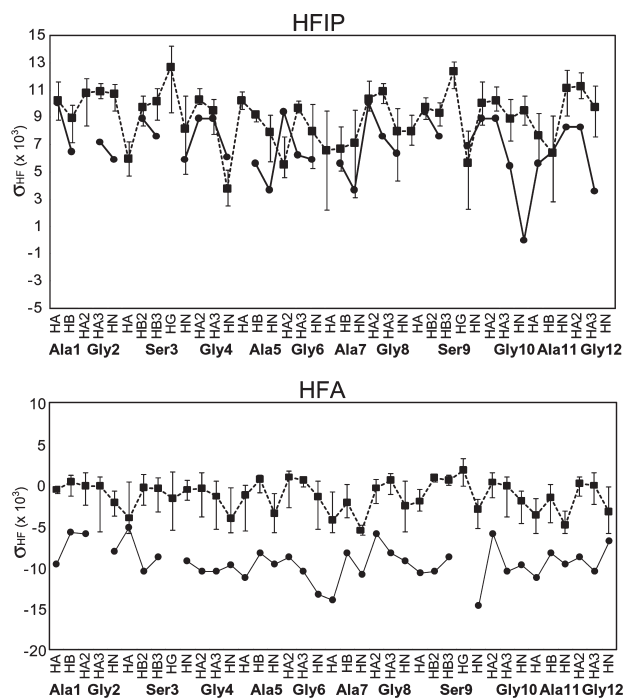 HFIP
15
13
11
9
7
5
3
1
-1
-3
-5
σHF (x 10³)
HA HB HA2 HA3 HN HA HB2 HB3 HG HN HA2 HA3 HN HA HB HN HA2 HA3 HN HA HB HN HA2 HA3 HN HA HB2 HB3 HG HN HA2 HA3 HN HA HB HN HA2 HA3 HN
Ala1 Gly2 Ser3 Gly4 Ala5 Gly6 Ala7 Gly8 Ser9 Gly10 Ala11 Gly12
HFA
10
5
0
-5
-10
-15
-20
σHF (x 10³)
HA HB HA2 HA3 HN HA HB2 HB3 HG HN HA2 HA3 HN HA HB HN HA2 HA3 HN HA HB HN HA2 HA3 HN HA HB2 HB3 HG HN HA2 HA3 HN HA HB HN HA2 HA3 HN
Ala1 Gly2 Ser3 Gly4 Ala5 Gly6 Ala7 Gly8 Ser9 Gly10 Ala11 Gly12